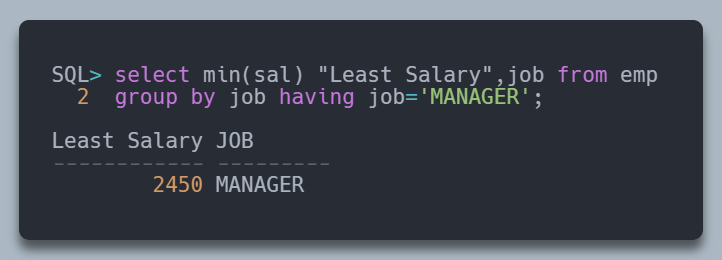 SQL> select min(sal) "Least Salary",job from emp
  2  group by job having job='MANAGER';
Least Salary JOB
------------ ---------
        2450 MANAGER